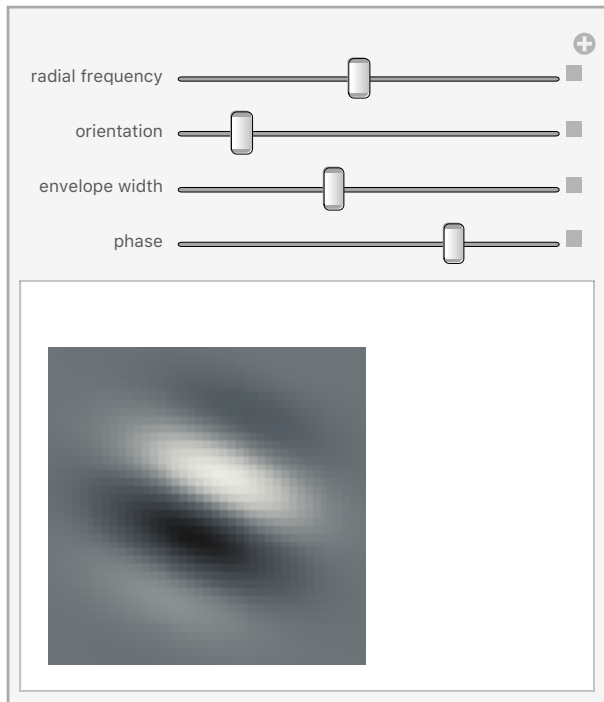 radial frequency
orientation
envelope width
phase